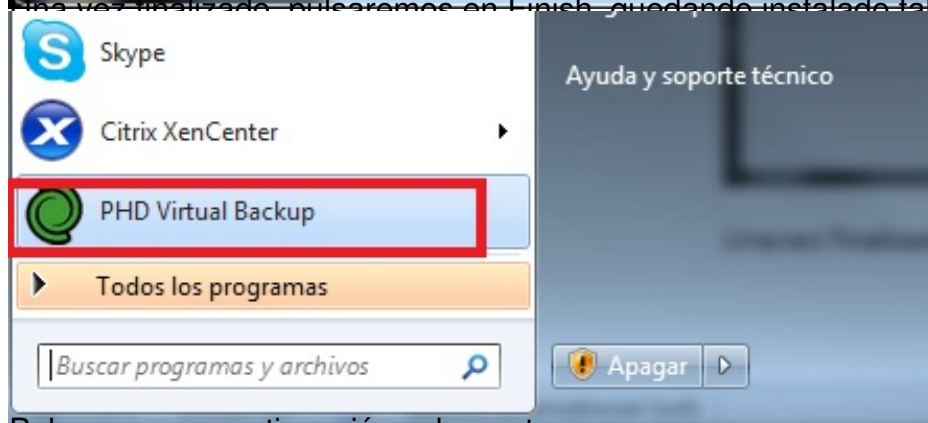 Una vez finalizado, pulsaremos en Finish, quedando instalado tal
Skype
Citrix XenCenter
PHD Virtual Backup
Todos los programas
Buscar programas y archivos
Ayuda y soporte técnico
Apagar